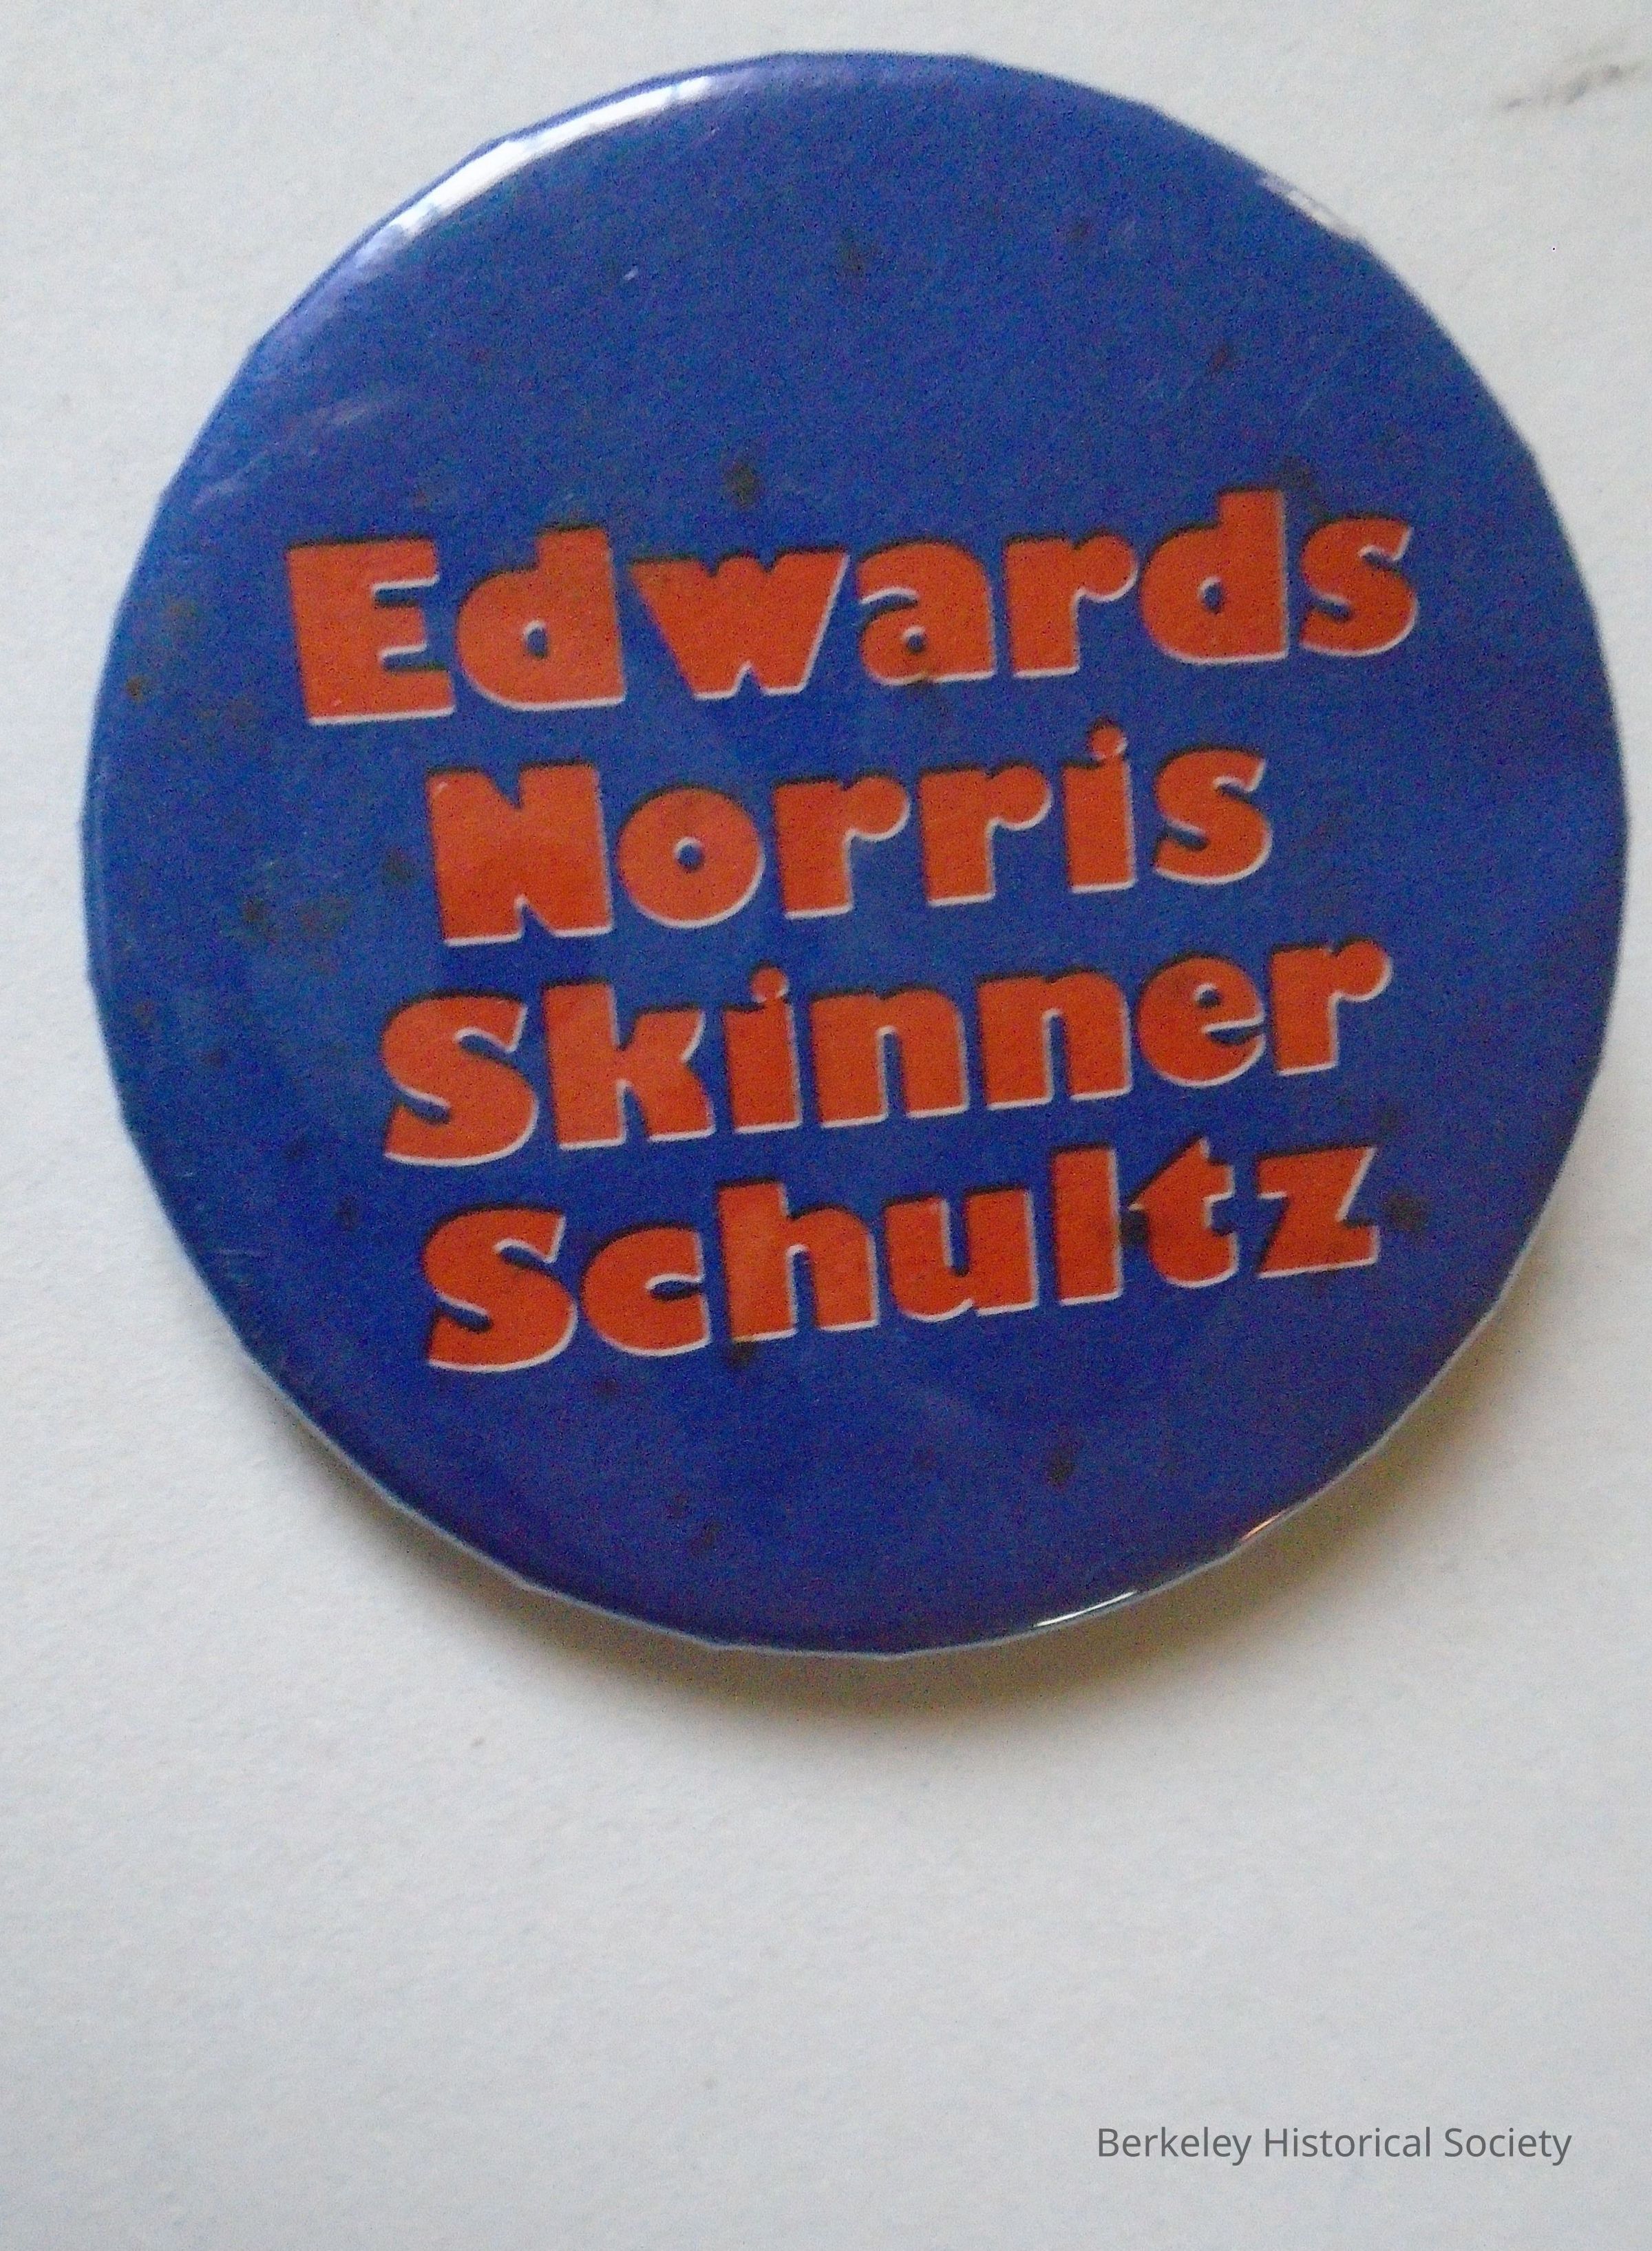 Edwards
Norris
Skinner
Schultz
Berkeley Historical Society